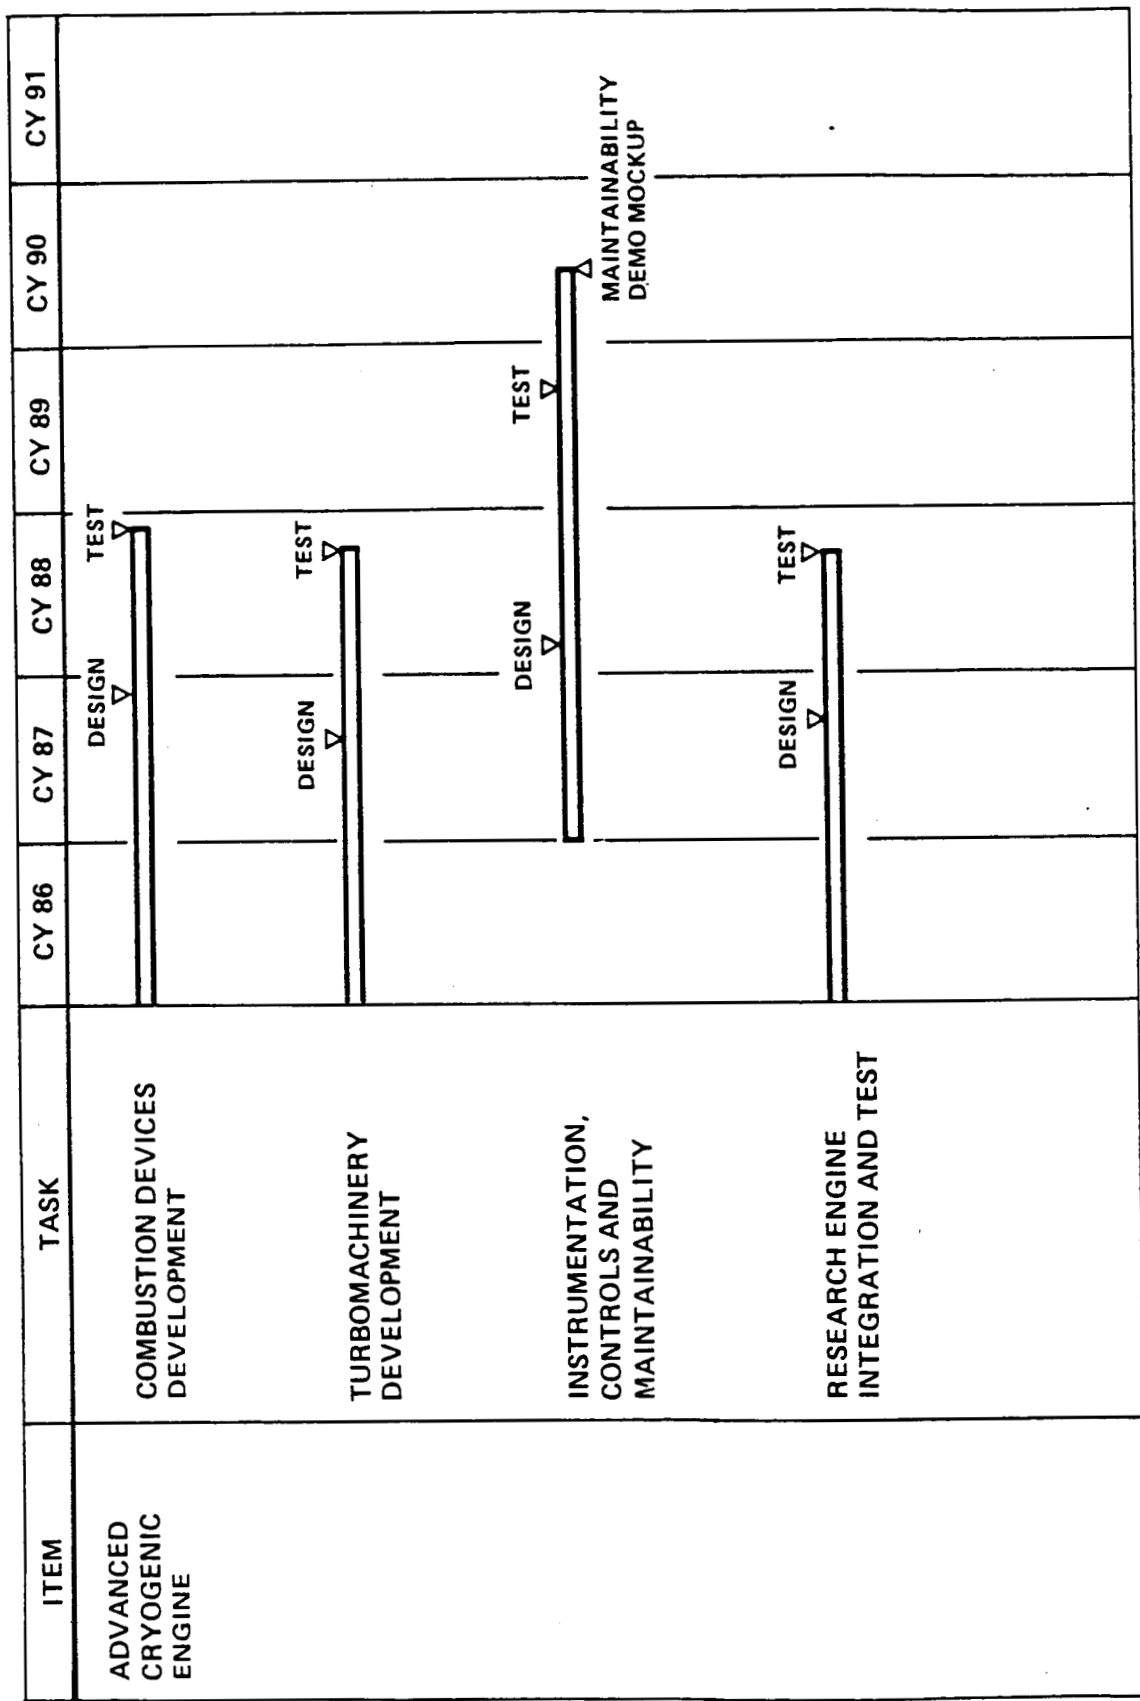 ITEM
TASK
CY 86
CY 87
CY 88
CY 89
CY 90
CY 91
ADVANCED
CRYOGENIC
ENGINE
COMBUSTION DEVICES
DEVELOPMENT
DESIGN
TEST
TURBOMACHINERY
DEVELOPMENT
DESIGN
TEST
INSTRUMENTATION,
CONTROLS AND
MAINTAINABILITY
DESIGN
TEST
MAINTAINABILITY
DEMO MOCKUP
RESEARCH ENGINE
INTEGRATION AND TEST
DESIGN
TEST